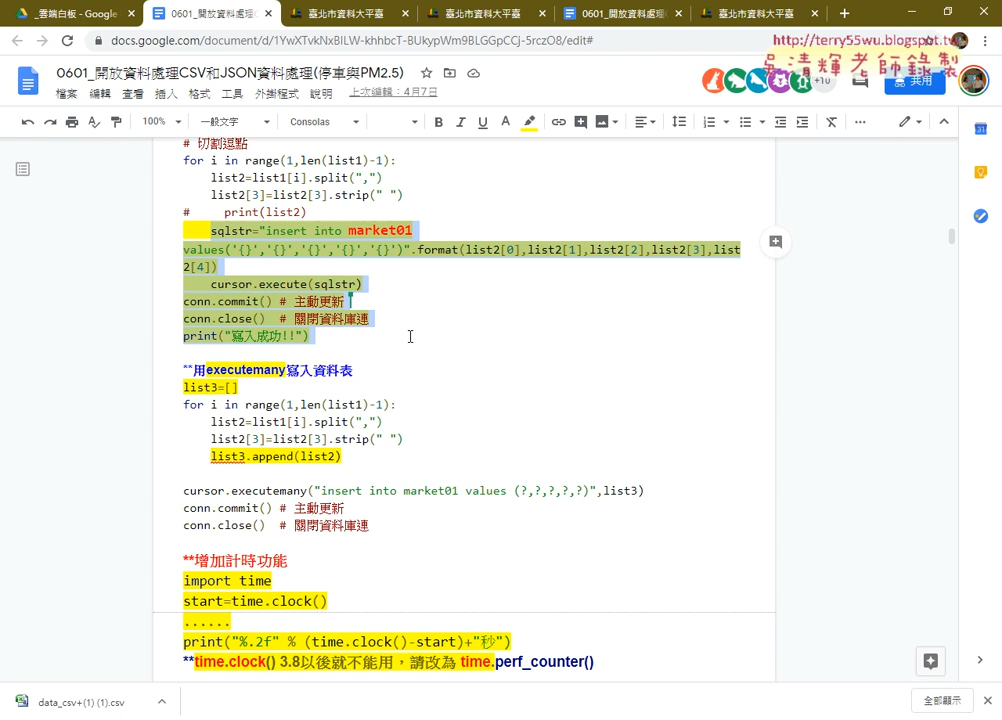 _雲端白板 - Google
0601_開放資料處理C
臺北市資料大平臺
臺北市資料大平臺
0601_開放資料處理
臺北市資料大平臺
docs.google.com/document/d/1YwXTvkNxBlLW-khhbcT-BUkypWm9BLGGpCCj-5rczO8/edit#
http://terry55wu.blogspot.tw
吳清輝老師錄製
0601_開放資料處理CSV和JSON資料處理(停車與PM2.5)
檔案 編輯 查看 插入 格式 工具 外掛程式 說明 上次編輯：4月7日
+10
共用
100% 一般文字 Consolas B I U A
# 切割逗點
for i in range(1,len(list1)-1):
list2=list1[i].split(",")
list2[3]=list2[3].strip(" ")
# print(list2)
sqlstr="insert into market01
values('{}','{}','{}','{}','{}')".format(list2[0],list2[1],list2[2],list2[3],list
2[4])
cursor.execute(sqlstr)
conn.commit() # 主動更新
conn.close() # 關閉資料庫連
print("寫入成功!!")
**用executemany寫入資料表
list3=[]
for i in range(1,len(list1)-1):
list2=list1[i].split(",")
list2[3]=list2[3].strip(" ")
list3.append(list2)
cursor.executemany("insert into market01 values (?,?,?,?,?)",list3)
conn.commit() # 主動更新
conn.close() # 關閉資料庫連
**增加計時功能
import time
start=time.clock()
......
print("%.2f" % (time.clock()-start)+"秒")
**time.clock() 3.8以後就不能用，請改為 time.perf_counter()
data_csv+(1) (1).csv
全部顯示